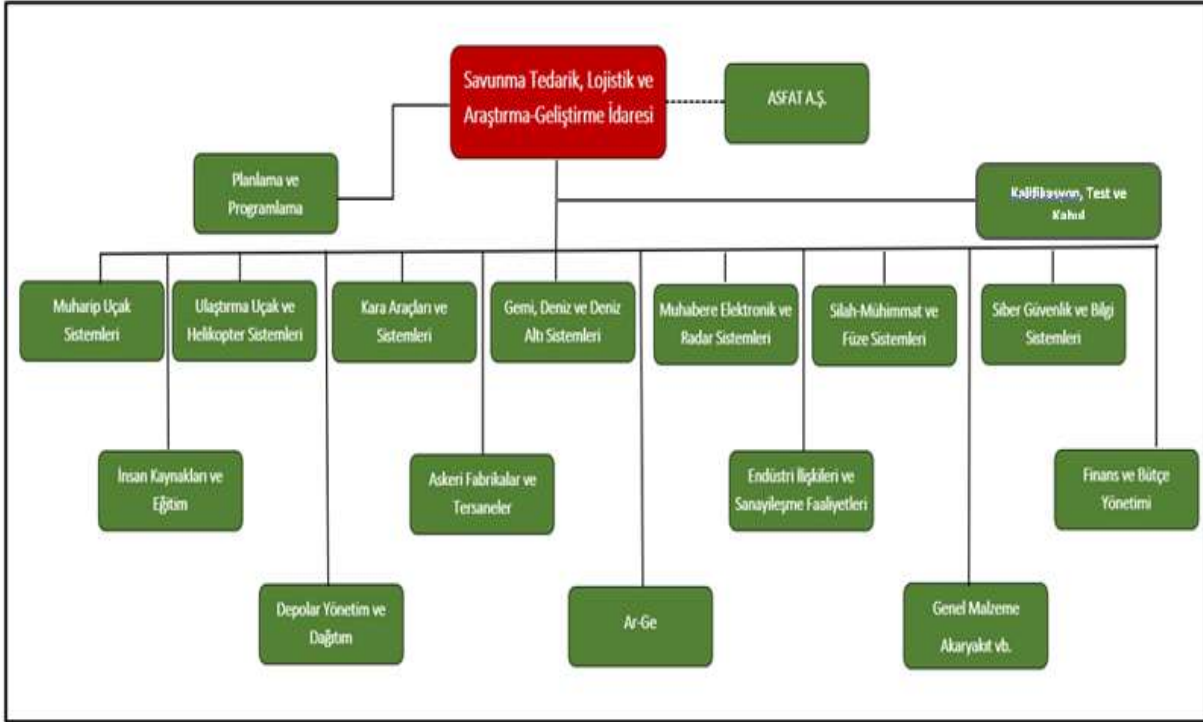 Savunma Tedarik, Lojistik ve
Araştırma-Geliştirme İdaresi
ASFAT A.Ş.
Planlama ve
Programlama
Kalifikasyon, Test ve
Kabul
Muharip Uçak
Sistemleri
Ulaştırma Uçak ve
Helikopter Sistemleri
Kara Araçları ve
Sistemleri
Gemi, Deniz ve Deniz
Altı Sistemleri
Muhabere Elektronik ve
Radar Sistemleri
Silah-Mühimmat ve
Füze Sistemleri
Siber Güvenlik ve Bilgi
Sistemleri
İnsan Kaynakları ve
Eğitim
Askeri Fabrikalar ve
Tersaneler
Endüstri İlişkileri ve
Sanayileşme Faaliyetleri
Finans ve Bütçe
Yönetimi
Depolar Yönetim ve
Dağıtım
Ar-Ge
Genel Malzeme
Akaryakıt vb.